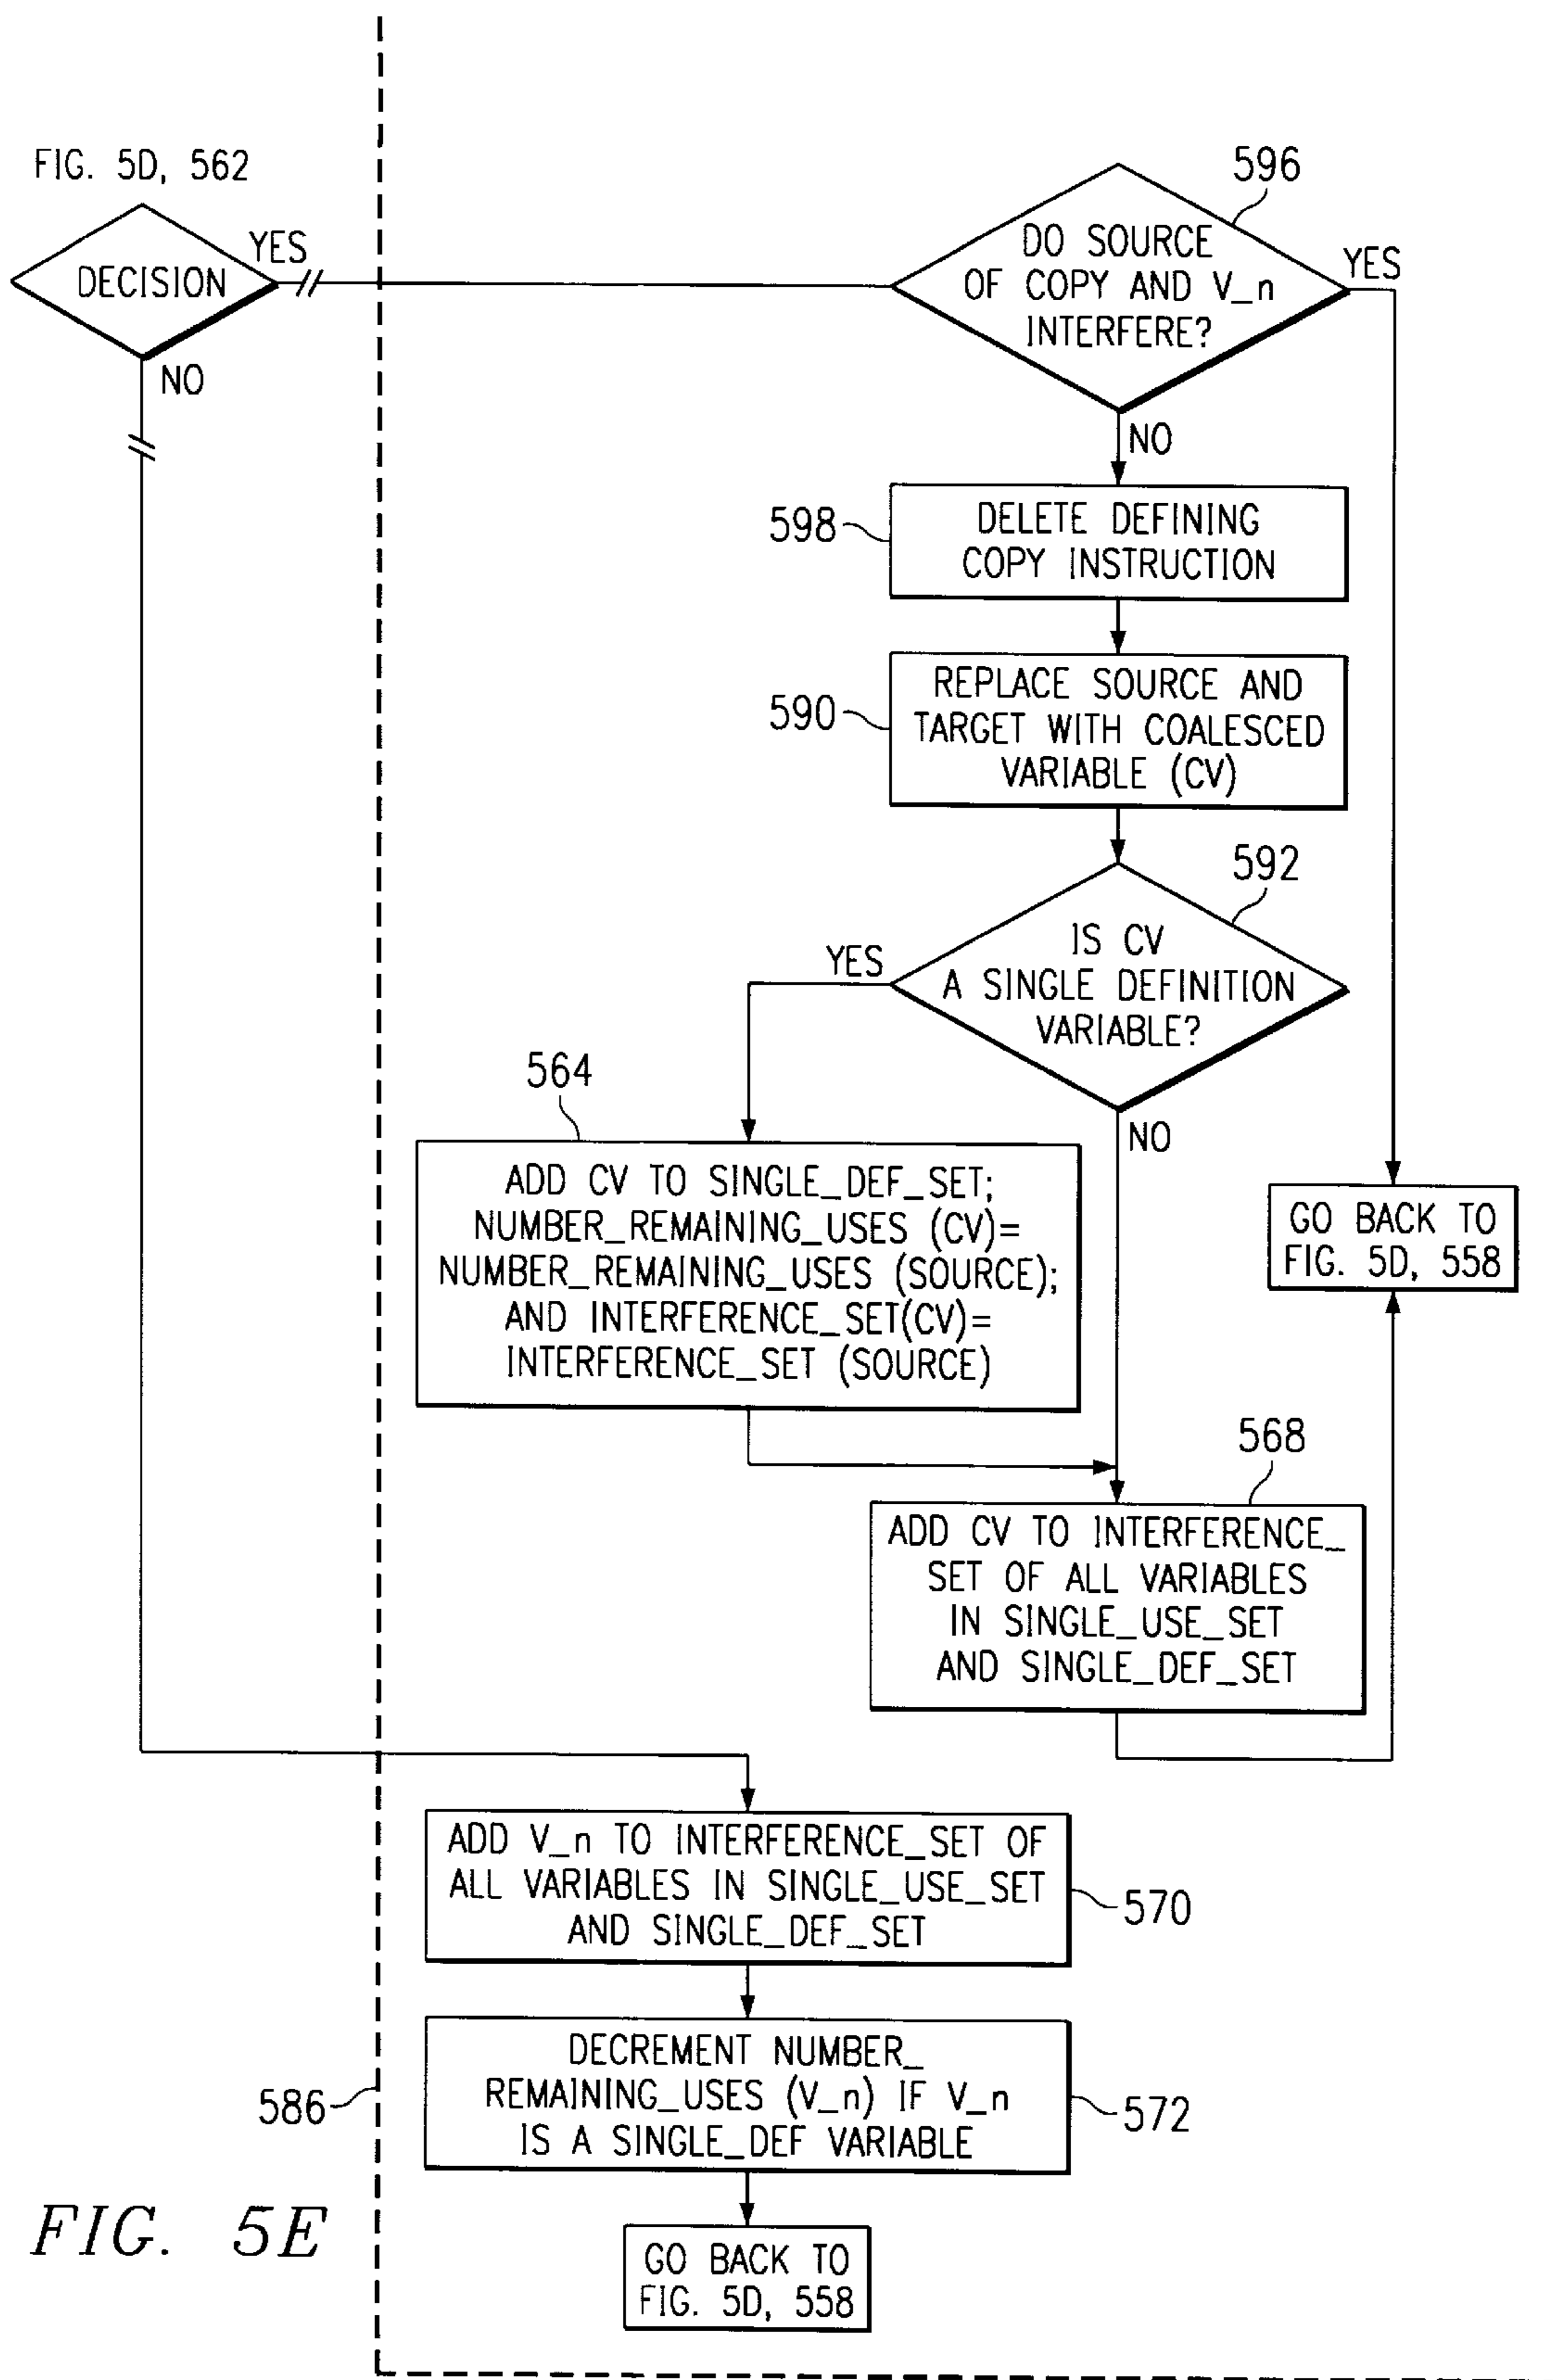 FIG. 5D, 562
DECISION
YES
NO
596
DO SOURCE
OF COPY AND V_n
INTERFERE?
YES
NO
598
DELETE DEFINING
COPY INSTRUCTION
590
REPLACE SOURCE AND
TARGET WITH COALESCED
VARIABLE (CV)
592
IS CV
A SINGLE DEFINITION
VARIABLE?
YES
NO
564
ADD CV TO SINGLE_DEF_SET;
NUMBER_REMAINING_USES (CV)=
NUMBER_REMAINING_USES (SOURCE);
AND INTERFERENCE_SET(CV)=
INTERFERENCE_SET (SOURCE)
GO BACK TO
FIG. 5D, 558
568
ADD CV TO INTERFERENCE_
SET OF ALL VARIABLES
IN SINGLE_USE_SET
AND SINGLE_DEF_SET
ADD V_n TO INTERFERENCE_SET OF
ALL VARIABLES IN SINGLE_USE_SET
AND SINGLE_DEF_SET
570
DECREMENT NUMBER_
REMAINING_USES (V_n) IF V_n
IS A SINGLE_DEF VARIABLE
572
586
GO BACK TO
FIG. 5D, 558
FIG. 5E